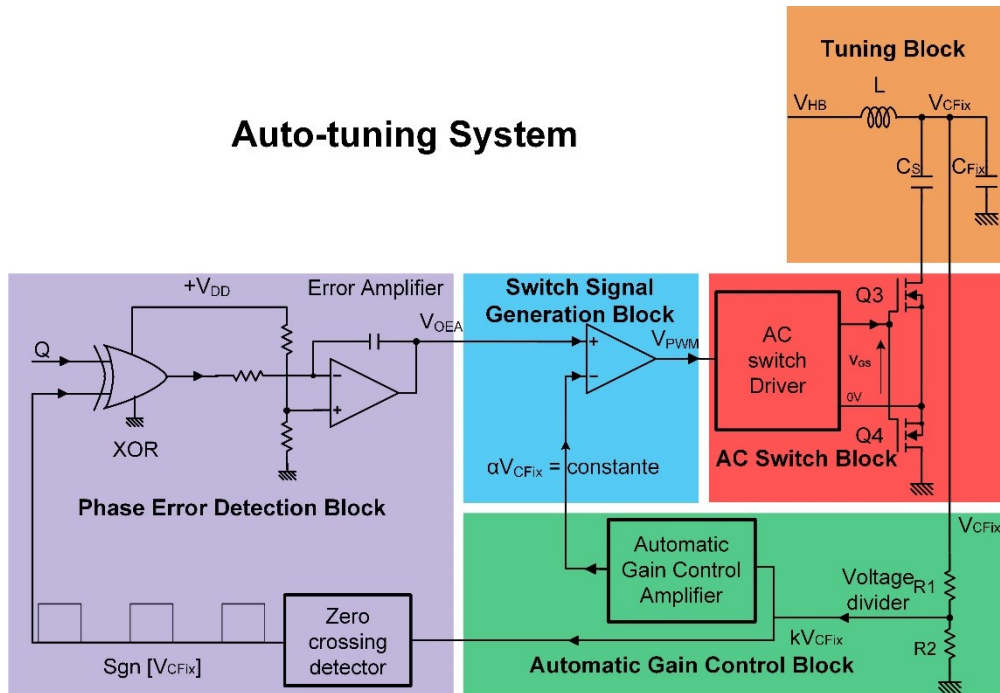 Auto-tuning System
Tuning Block
L
V_HB
V_CFix
C_S
C_Fix
+V_DD
Error Amplifier
V_OEA
Q
XOR
Phase Error Detection Block
Switch Signal
Generation Block
V_PWM
αV_CFix = constante
AC
switch
Driver
Q3
v_GS
0V
Q4
AC Switch Block
V_CFix
Automatic
Gain Control
Amplifier
Voltage
divider
R1
R2
kV_CFix
Automatic Gain Control Block
Zero
crossing
detector
Sgn [V_CFix]